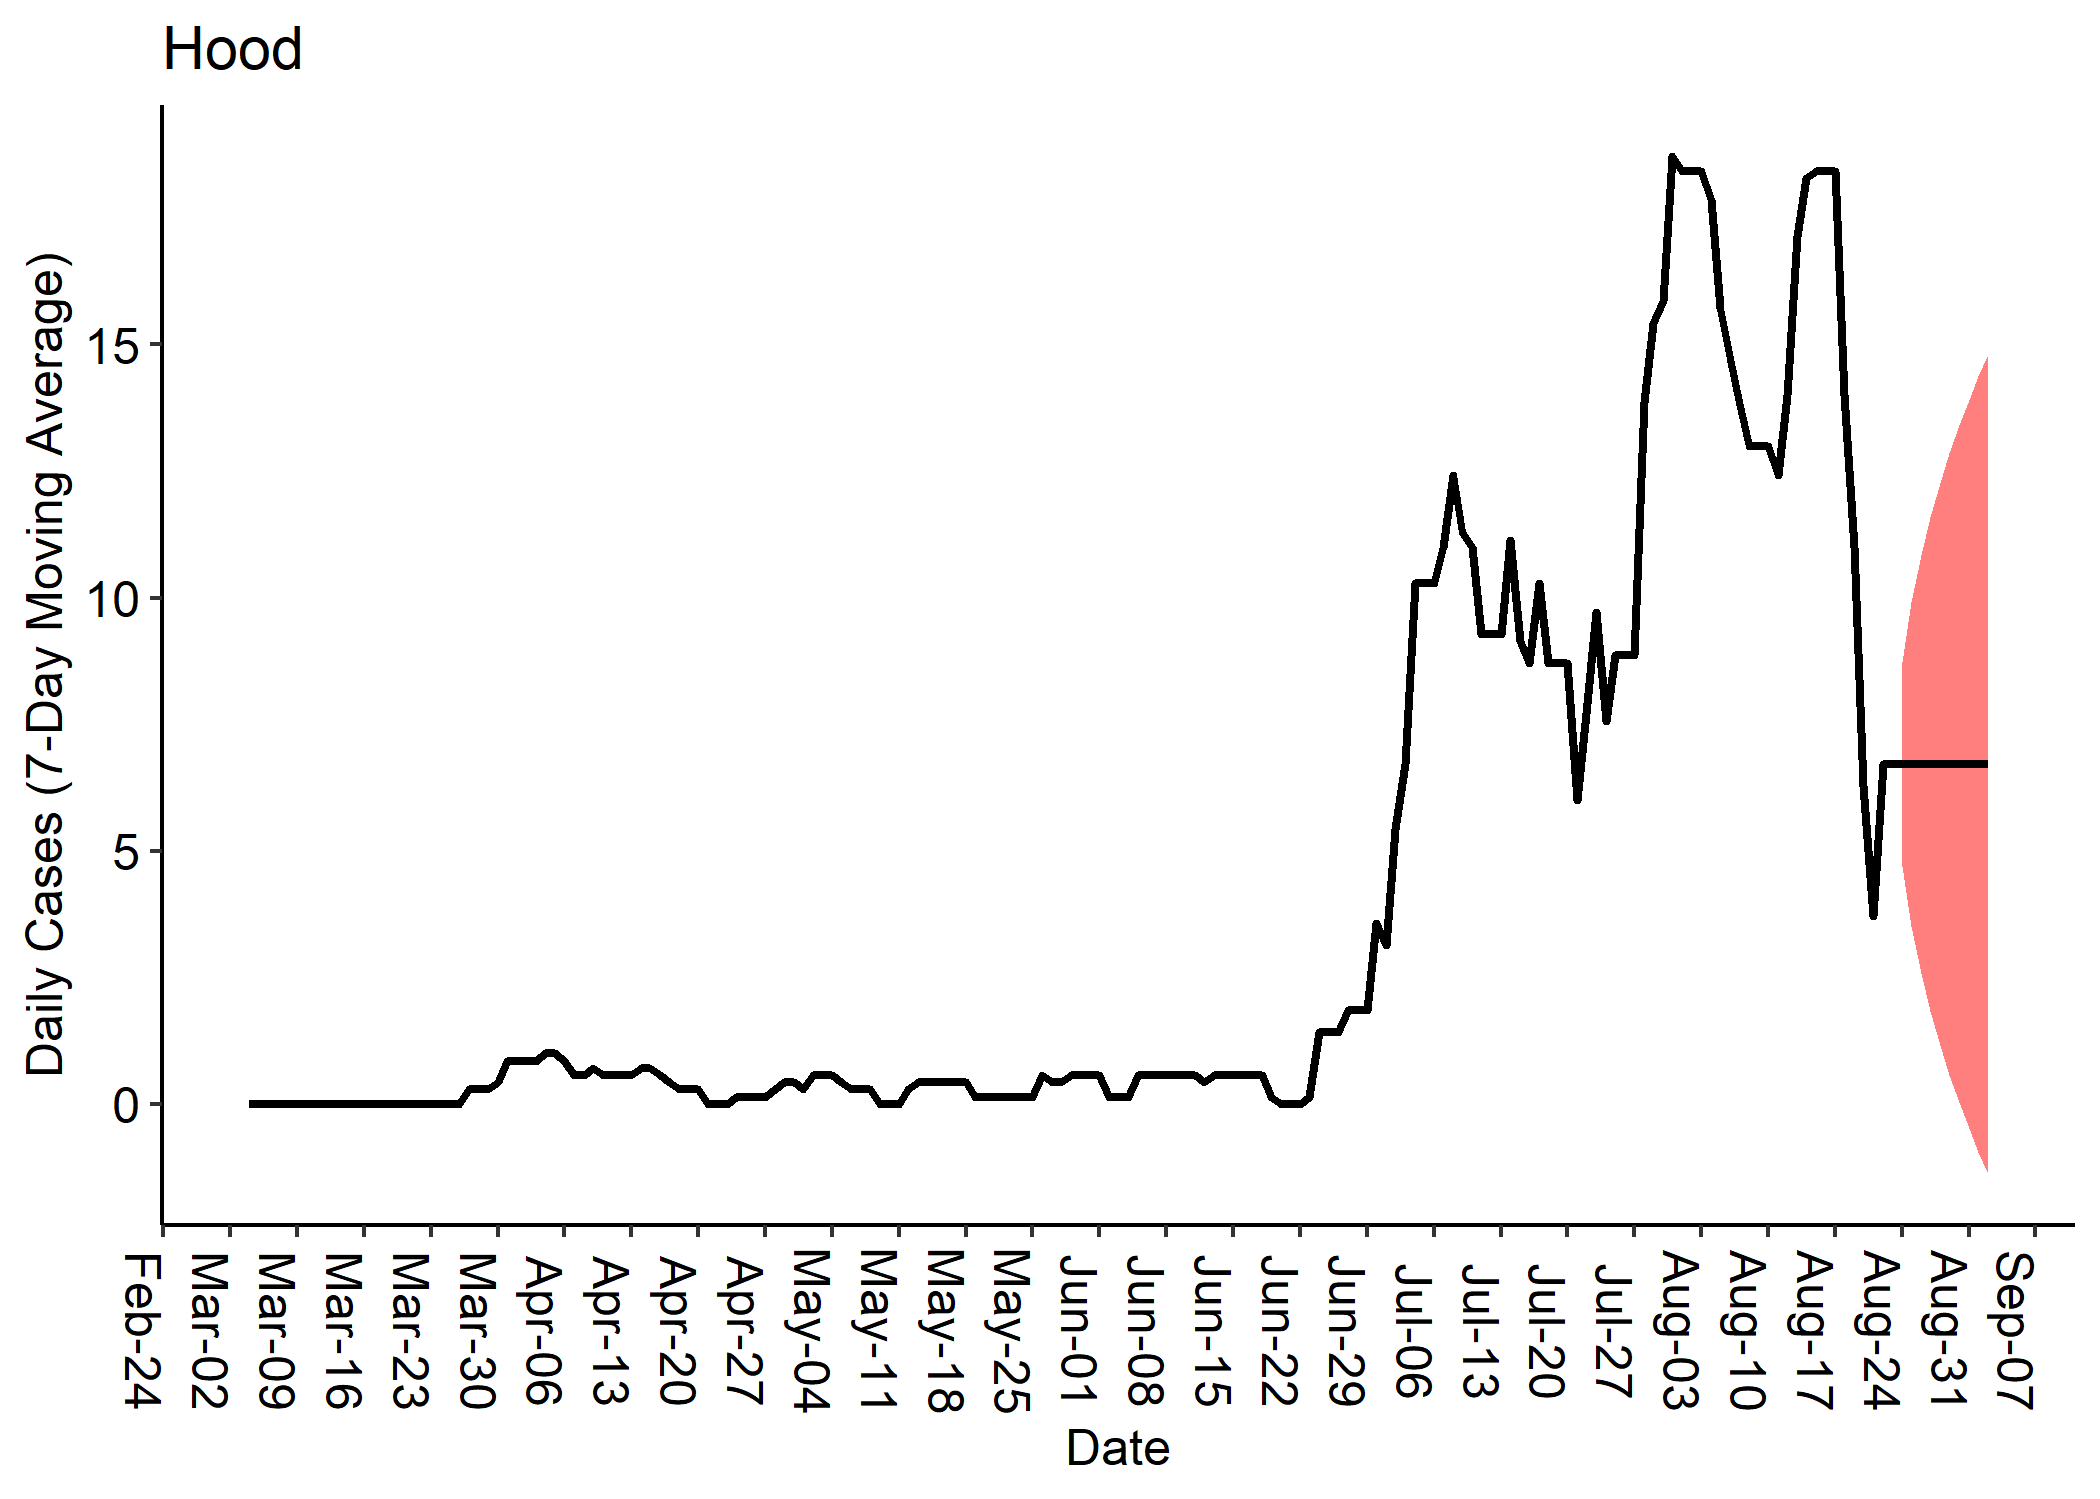 Hood
Daily Cases (7-Day Moving Average)
15
10
5
0
Feb-24
Mar-02
Mar-09
Mar-16
Mar-23
Mar-30
Apr-06
Apr-13
Apr-20
Apr-27
May-04
May-11
May-18
May-25
Jun-01
Jun-08
Jun-15
Jun-22
Jun-29
Jul-06
Jul-13
Jul-20
Jul-27
Aug-03
Aug-10
Aug-17
Aug-24
Aug-31
Sep-07
Date